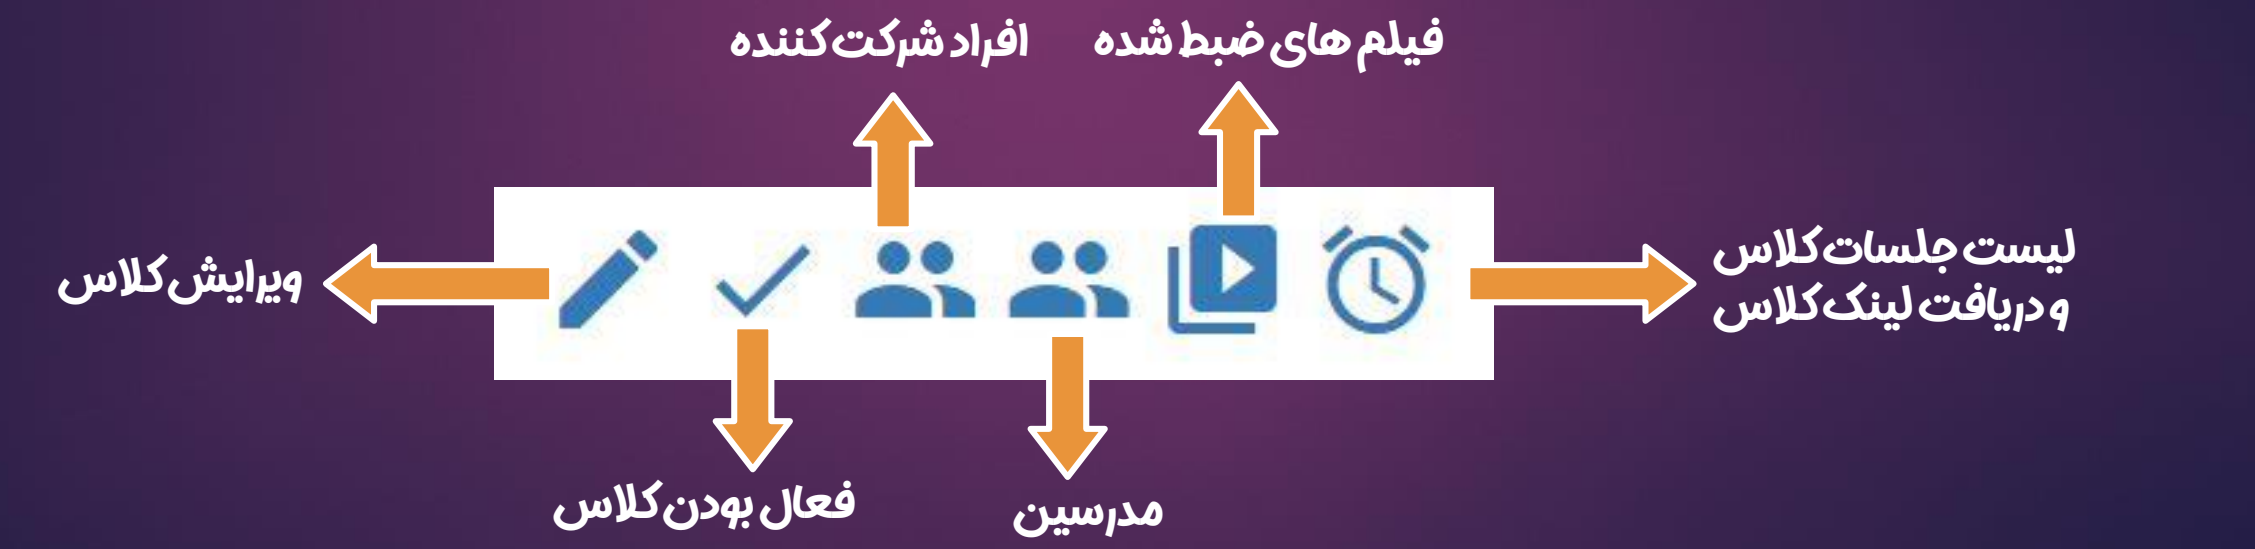 فیلم های ضبط شده
افراد شرکت کننده
لیست جلسات کلاس
و دریافت لینک کلاس
ویرایش کلاس
مدرسین
فعال بودن کلاس